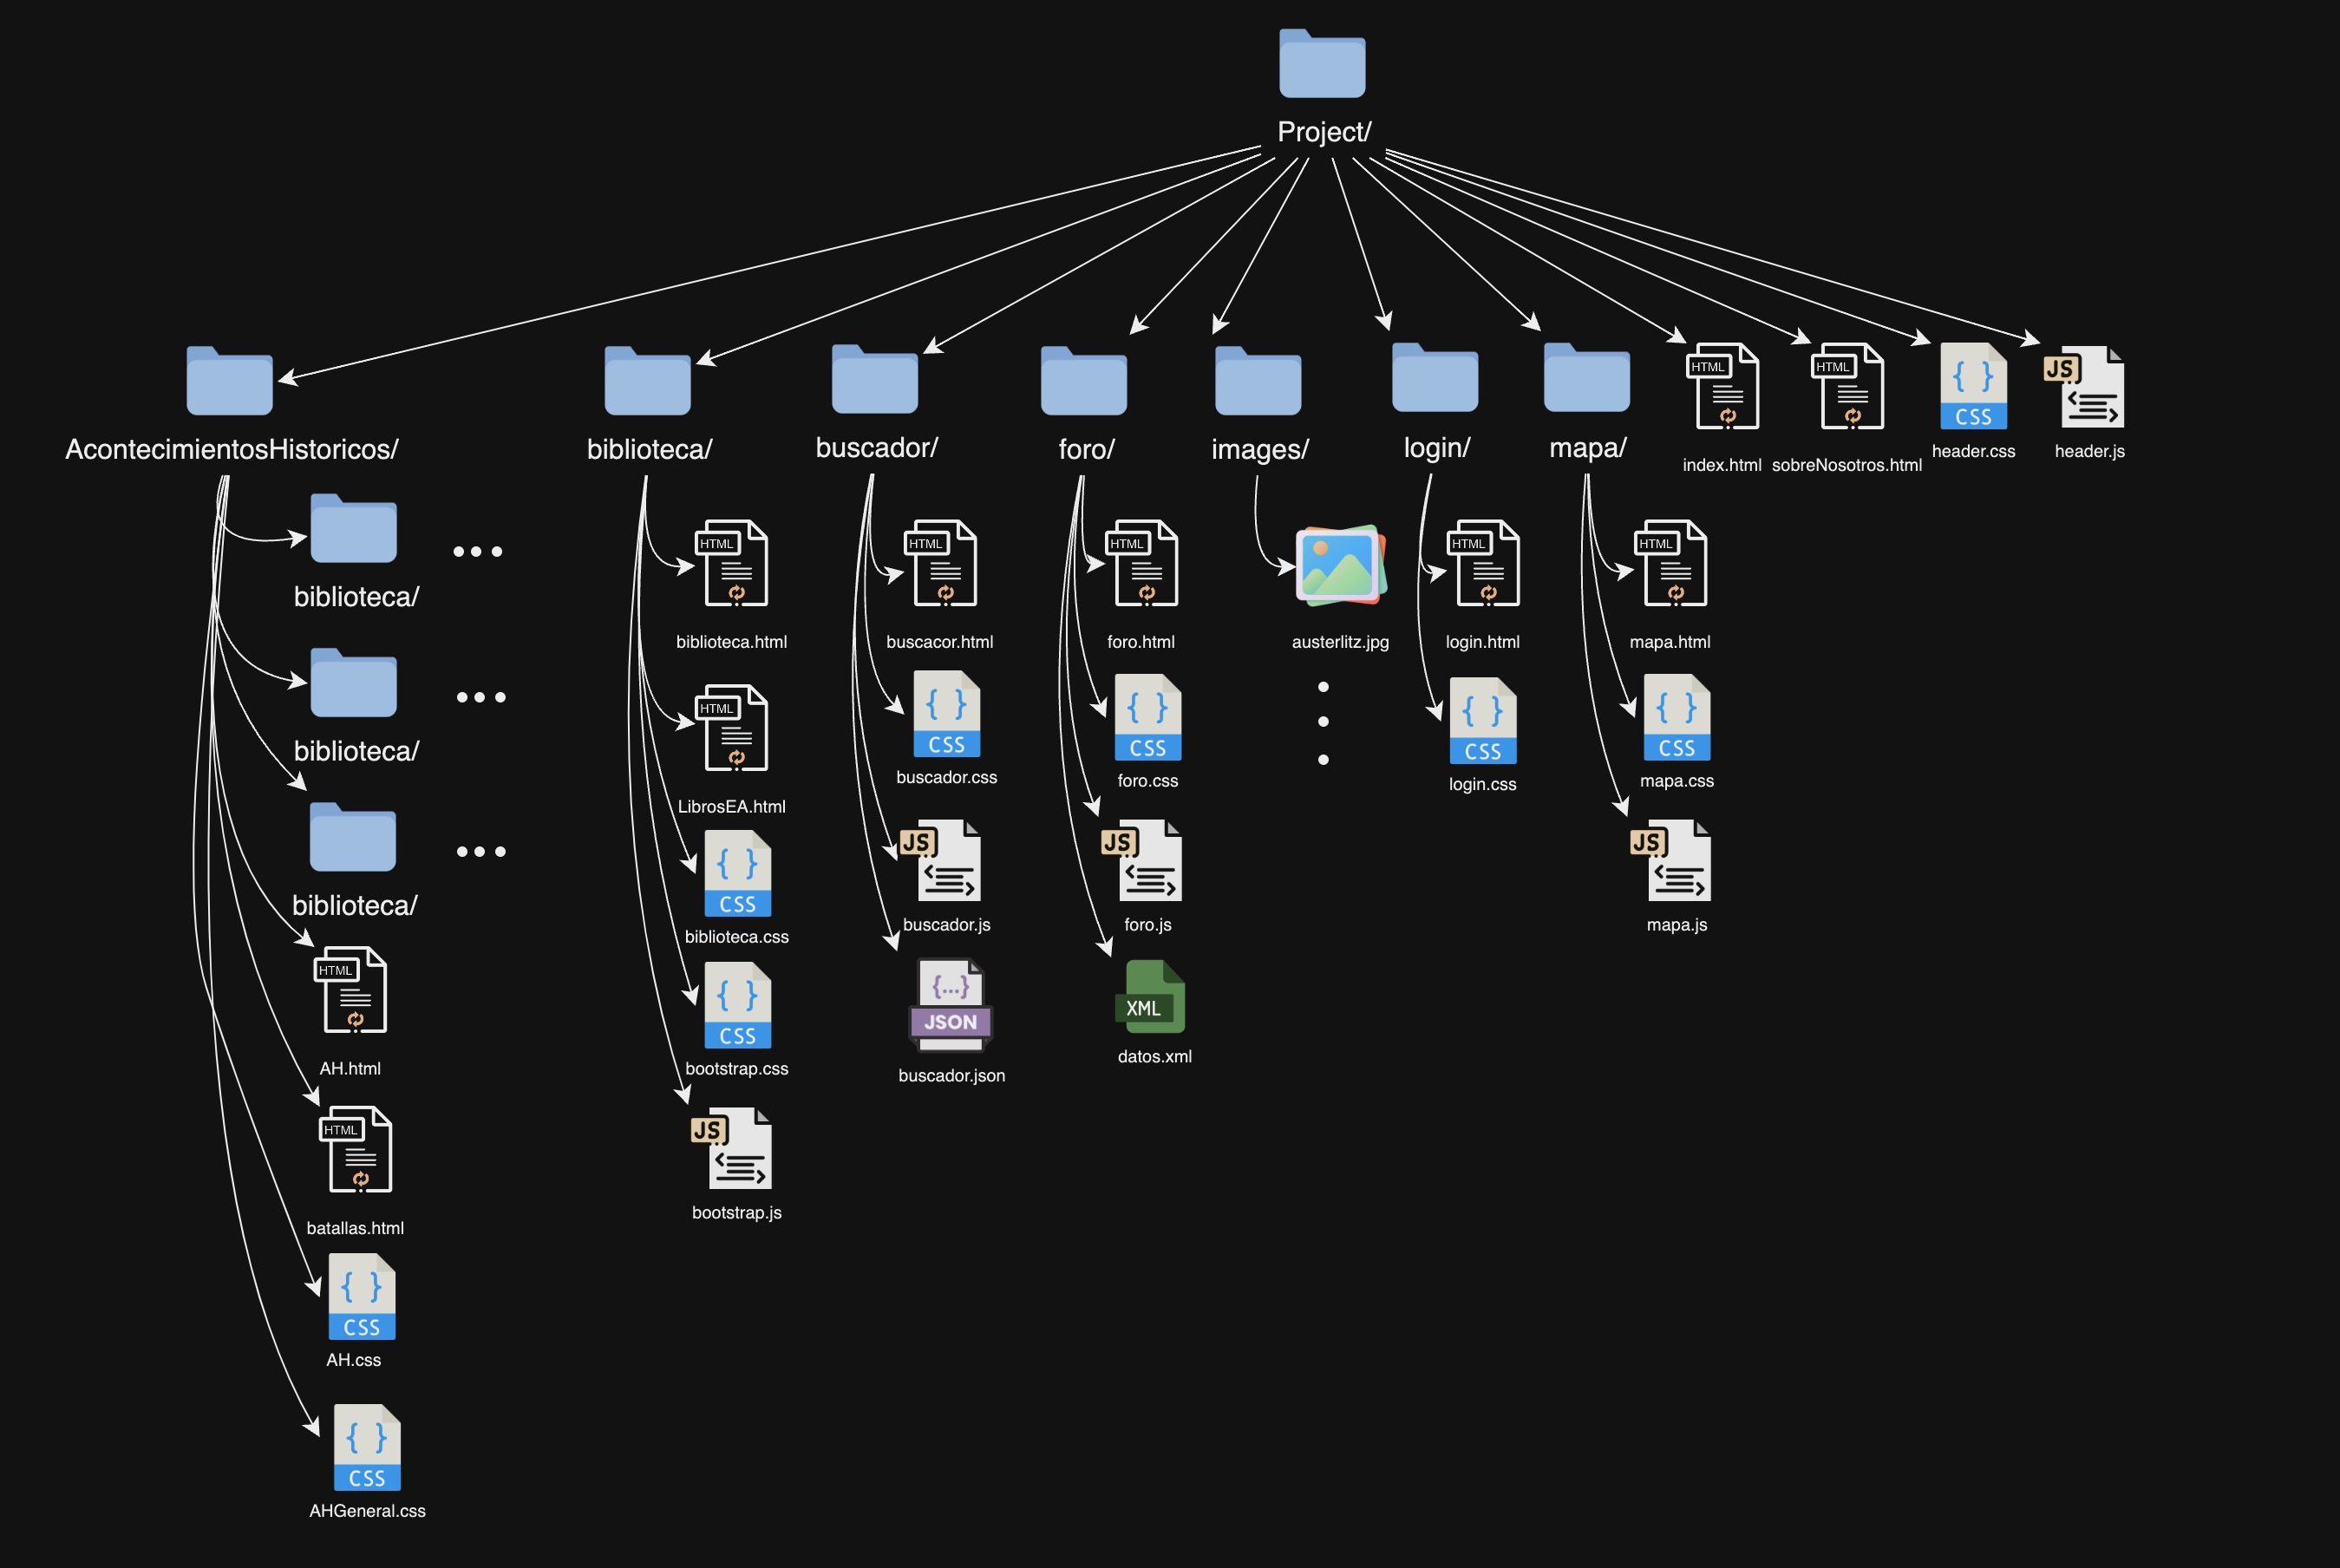 Project/
AcontecimientosHistoricos/
biblioteca/
buscador/
foro/
images/
login/
mapa/
HTML
index.html
HTML
sobreNosotros.html
{ }
CSS
header.css
JS
header.js
biblioteca/
biblioteca/
biblioteca/
HTML
AH.html
HTML
batallas.html
{ }
CSS
AH.css
{ }
CSS
AHGeneral.css
HTML
biblioteca.html
HTML
LibrosEA.html
{ }
CSS
biblioteca.css
{ }
CSS
bootstrap.css
JS
bootstrap.js
HTML
buscacor.html
{ }
CSS
buscador.css
JS
buscador.js
{...}
JSON
buscador.json
HTML
foro.html
{ }
CSS
foro.css
JS
foro.js
XML
datos.xml
austerlitz.jpg
HTML
login.html
{ }
CSS
login.css
HTML
mapa.html
{ }
CSS
mapa.css
JS
mapa.js